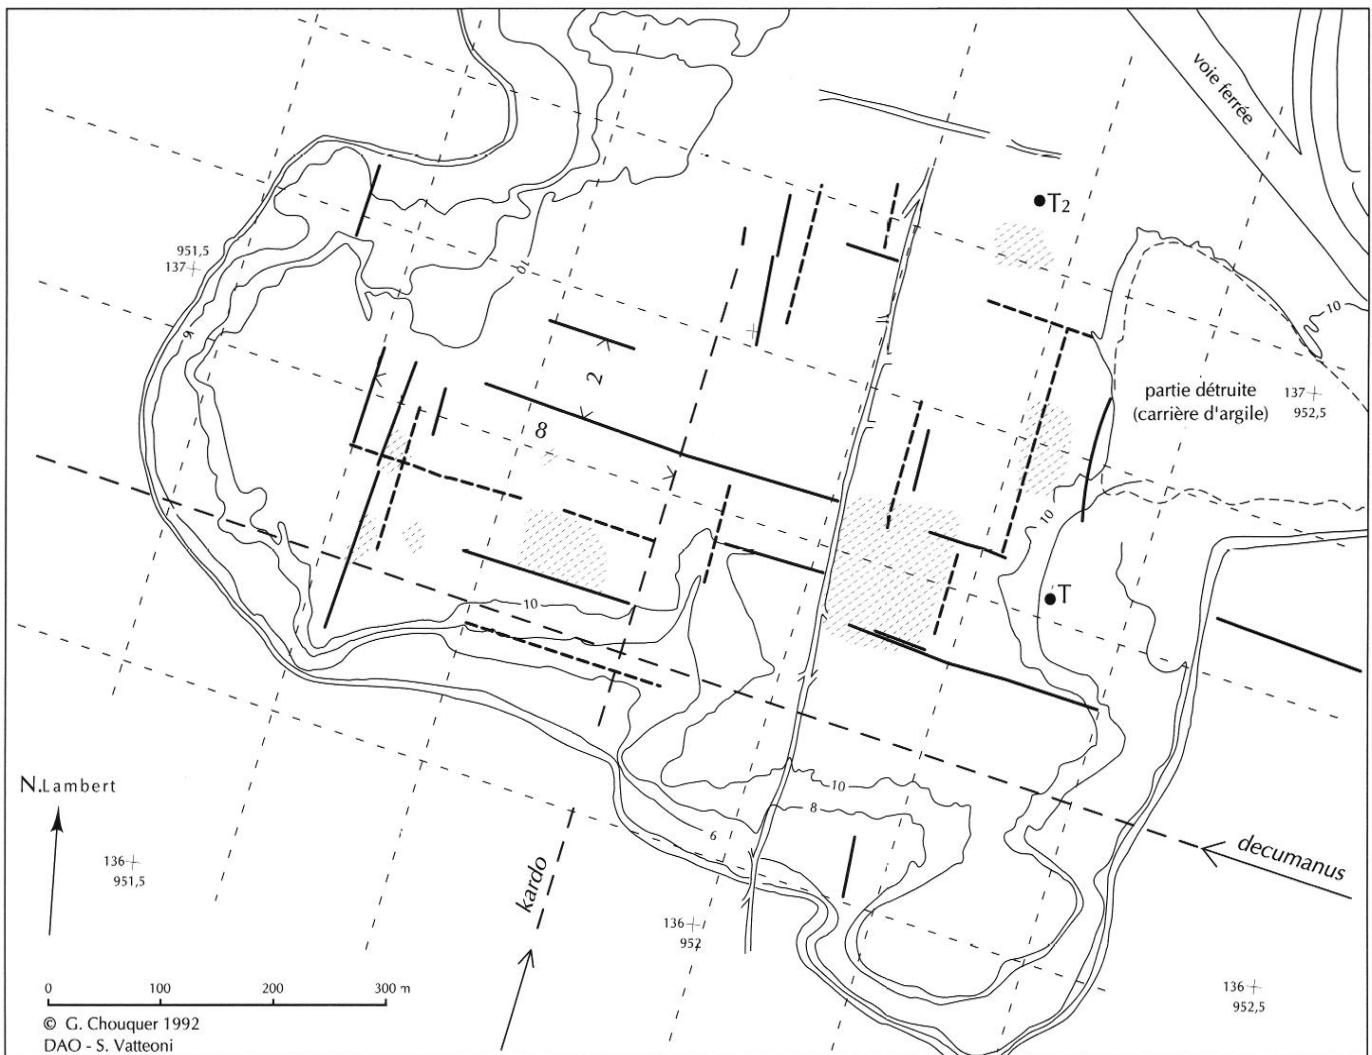 voie ferrée
T2
951,5
137
10
10
9
partie détruite
(carrière d'argile)
137
952,5
2
8
10
10
T
N.Lambert
10
8
6
decumanus
136
951,5
kardo
136
952
136
952,5
0 100 200 300 m
© G. Chouquer 1992
DAO - S. Vatteoni